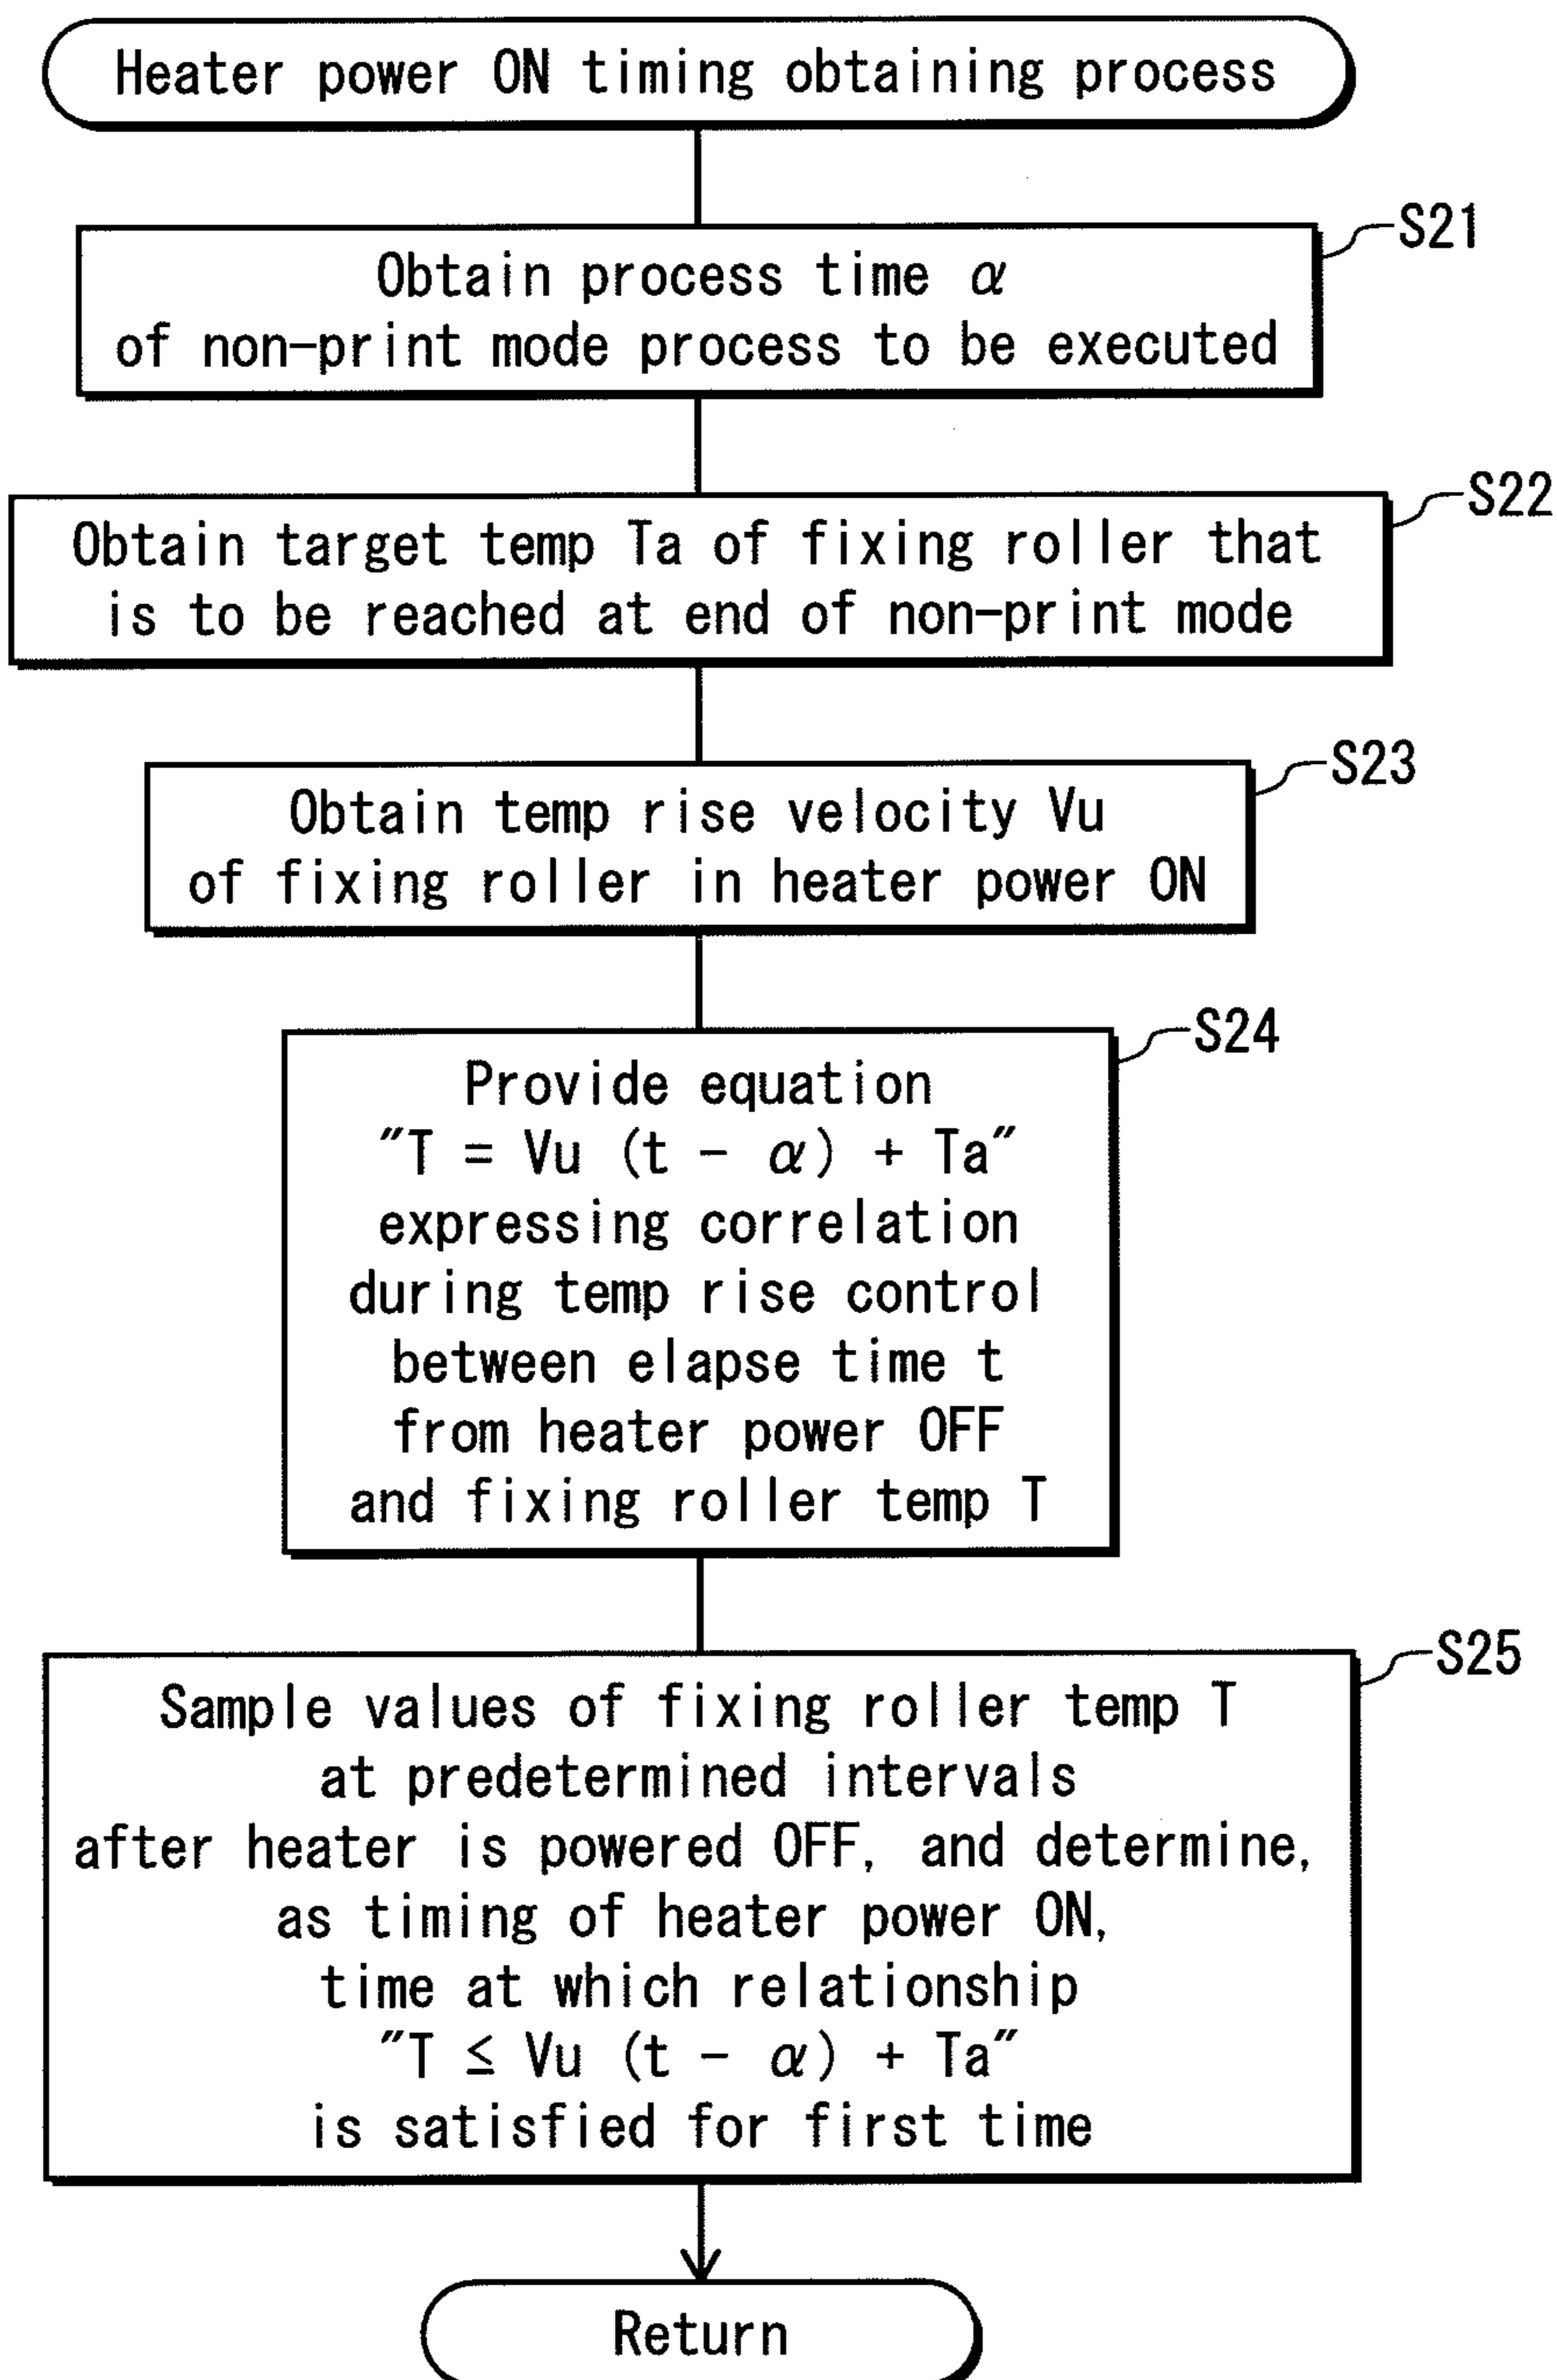 Heater power ON timing obtaining process
S21
Obtain process time α
of non-print mode process to be executed
S22
Obtain target temp Ta of fixing roller that
is to be reached at end of non-print mode
S23
Obtain temp rise velocity Vu
of fixing roller in heater power ON
S24
Provide equation
"T = Vu (t - α) + Ta"
expressing correlation
during temp rise control
between elapse time t
from heater power OFF
and fixing roller temp T
S25
Sample values of fixing roller temp T
at predetermined intervals
after heater is powered OFF, and determine,
as timing of heater power ON,
time at which relationship
"T ≤ Vu (t - α) + Ta"
is satisfied for first time
Return